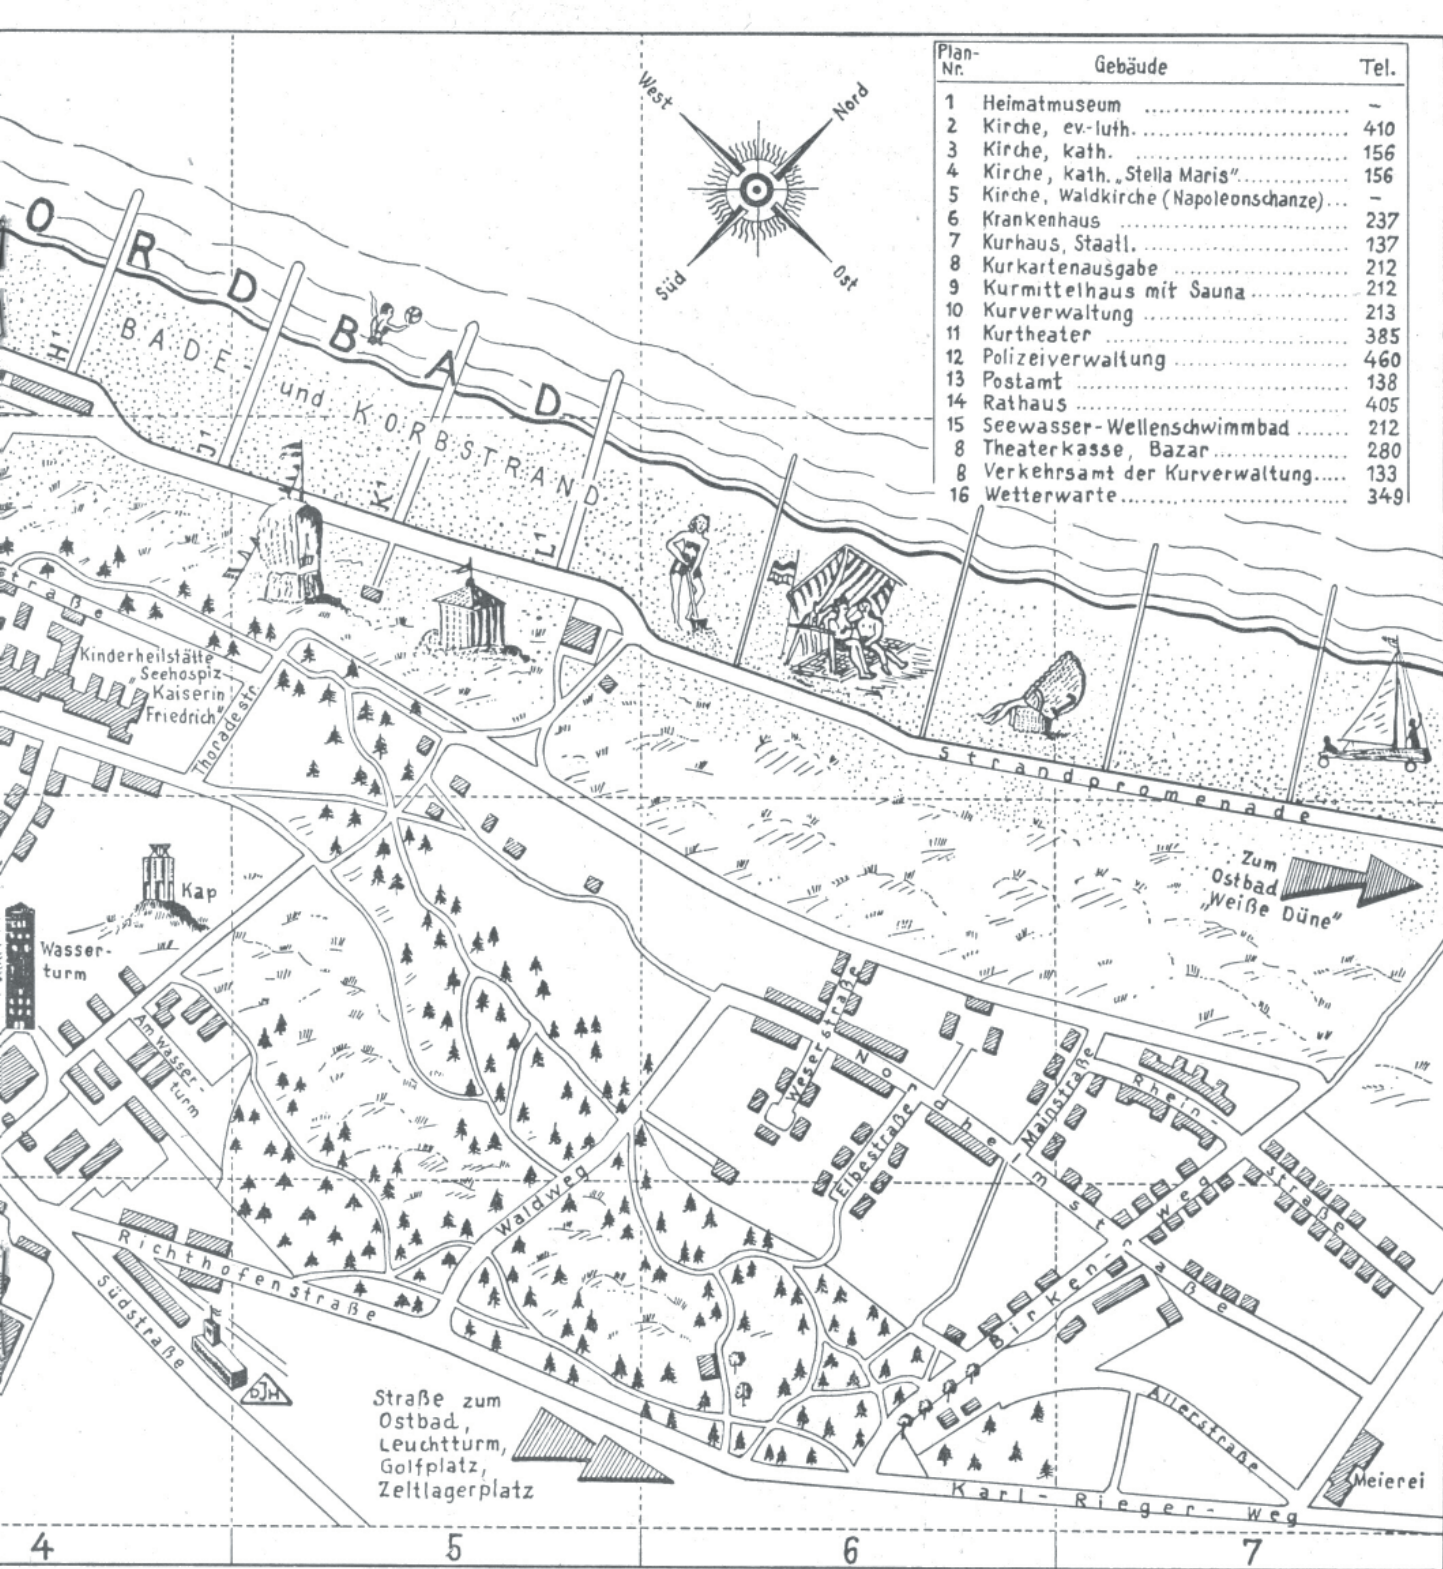 West
Nord
Süd
Ost
Plan-
Nr. Gebäude Tel.
1 Heimatmuseum ........ –
2 Kirche, ev.-luth. ........ 410
3 Kirche, kath. ........ 156
4 Kirche, kath. „Stella Maris" ........ 156
5 Kirche, Waldkirche (Napoleonschanze) ... –
6 Krankenhaus ........ 237
7 Kurhaus, Staatl. ........ 137
8 Kurkartenausgabe ........ 212
9 Kurmittelhaus mit Sauna ........ 212
10 Kurverwaltung ........ 213
11 Kurtheater ........ 385
12 Polizeiverwaltung ........ 460
13 Postamt ........ 138
14 Rathaus ........ 405
15 Seewasser-Wellenschwimmbad ...... 212
8 Theaterkasse, Bazar ........ 280
8 Verkehrsamt der Kurverwaltung ..... 133
16 Wetterwarte ........ 349
ORDBAD
BADE-
und KORBSTRAND
H¹
J¹
K¹
L¹
straße
Kinderheilstätte
„Seehospiz
Kaiserin
Friedrich"
Thoradestr.
Strandpromenade
Zum
Ostbad
„Weiße Düne"
Kap
Wasser-
turm
Am Wasser-
turm
Weserstraße
Nordhelmstraße
Elbestraße
Mainstraße
Rhein-
straße
Waldweg
Birkenweg
Richthofenstraße
Südstraße
DJH
Straße zum
Ostbad,
Leuchtturm,
Golfplatz,
Zeltlagerplatz
Allerstraße
Meierei
Karl-Rieger-Weg
4 5 6 7